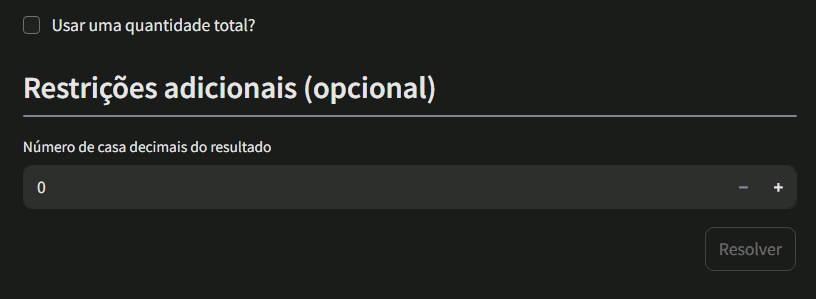 Usar uma quantidade total?
Restrições adicionais (opcional)
Número de casa decimais do resultado
0
Resolver